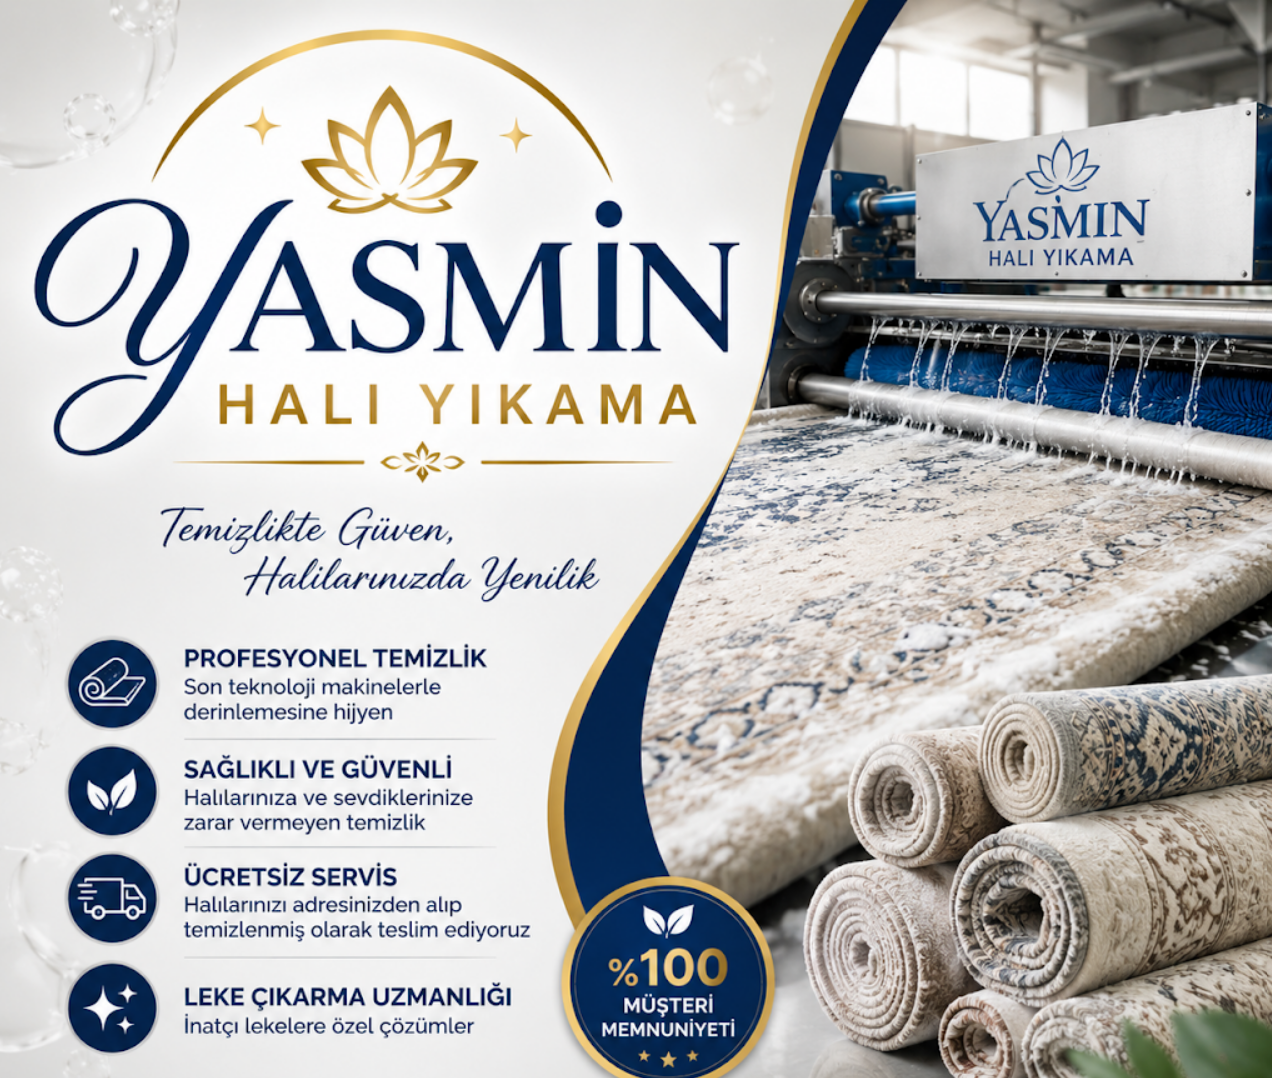 YASMİN
HALI YIKAMA
Temizlikte Güven,
Halilarınızda Yenilik
PROFESYONEL TEMİZLİK
Son teknoloji makinelerle
derinlemesine hijyen
SAĞLIKLI VE GÜVENLİ
Halılarınıza ve sevdiklerinize
zarar vermeyen temizlik
ÜCRETSİZ SERVİS
Halılarınızı adresinizden alıp
temizlenmiş olarak teslim ediyoruz
LEKE ÇIKARMA UZMANLIĞI
İnatçı lekelere özel çözümler
%100
MÜŞTERİ
MEMNUNİYETİ
YASMIN
HALI YIKAMA